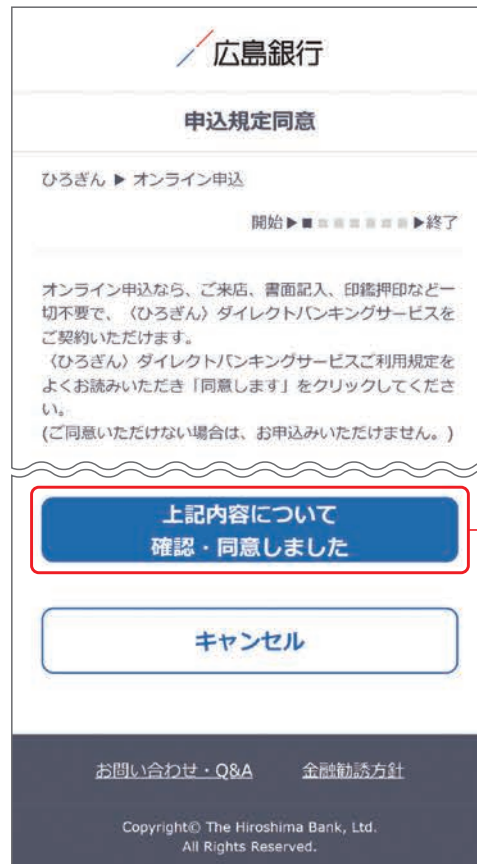 広島銀行
申込規定同意
ひろぎん ▶ オンライン申込
開始▶■■■■■■■■▶終了
オンライン申込なら、ご来店、書面記入、印鑑押印など一
切不要で、〈ひろぎん〉ダイレクトバンキングサービスを
ご契約いただけます。
〈ひろぎん〉ダイレクトバンキングサービスご利用規定を
よくお読みいただき「同意します」をクリックしてくださ
い。
(ご同意いただけない場合は、お申込みいただけません。)
上記内容について
確認・同意しました
キャンセル
お問い合わせ・Q&A 金融勧誘方針
Copyright© The Hiroshima Bank, Ltd.
All Rights Reserved.